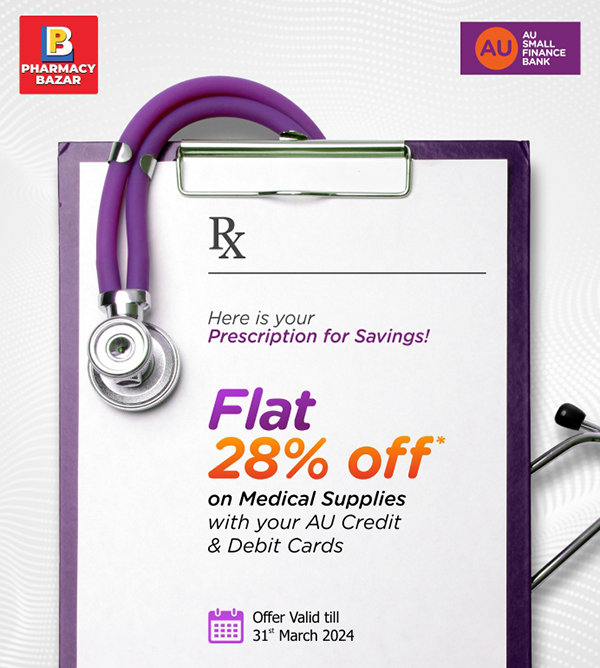 PB
PHARMACY
BAZAR
AU
AU
SMALL
FINANCE
BANK
Rx
Here is your
Prescription for Savings!
Flat
28% off*
on Medical Supplies
with your AU Credit
& Debit Cards
Offer Valid till
31st March 2024